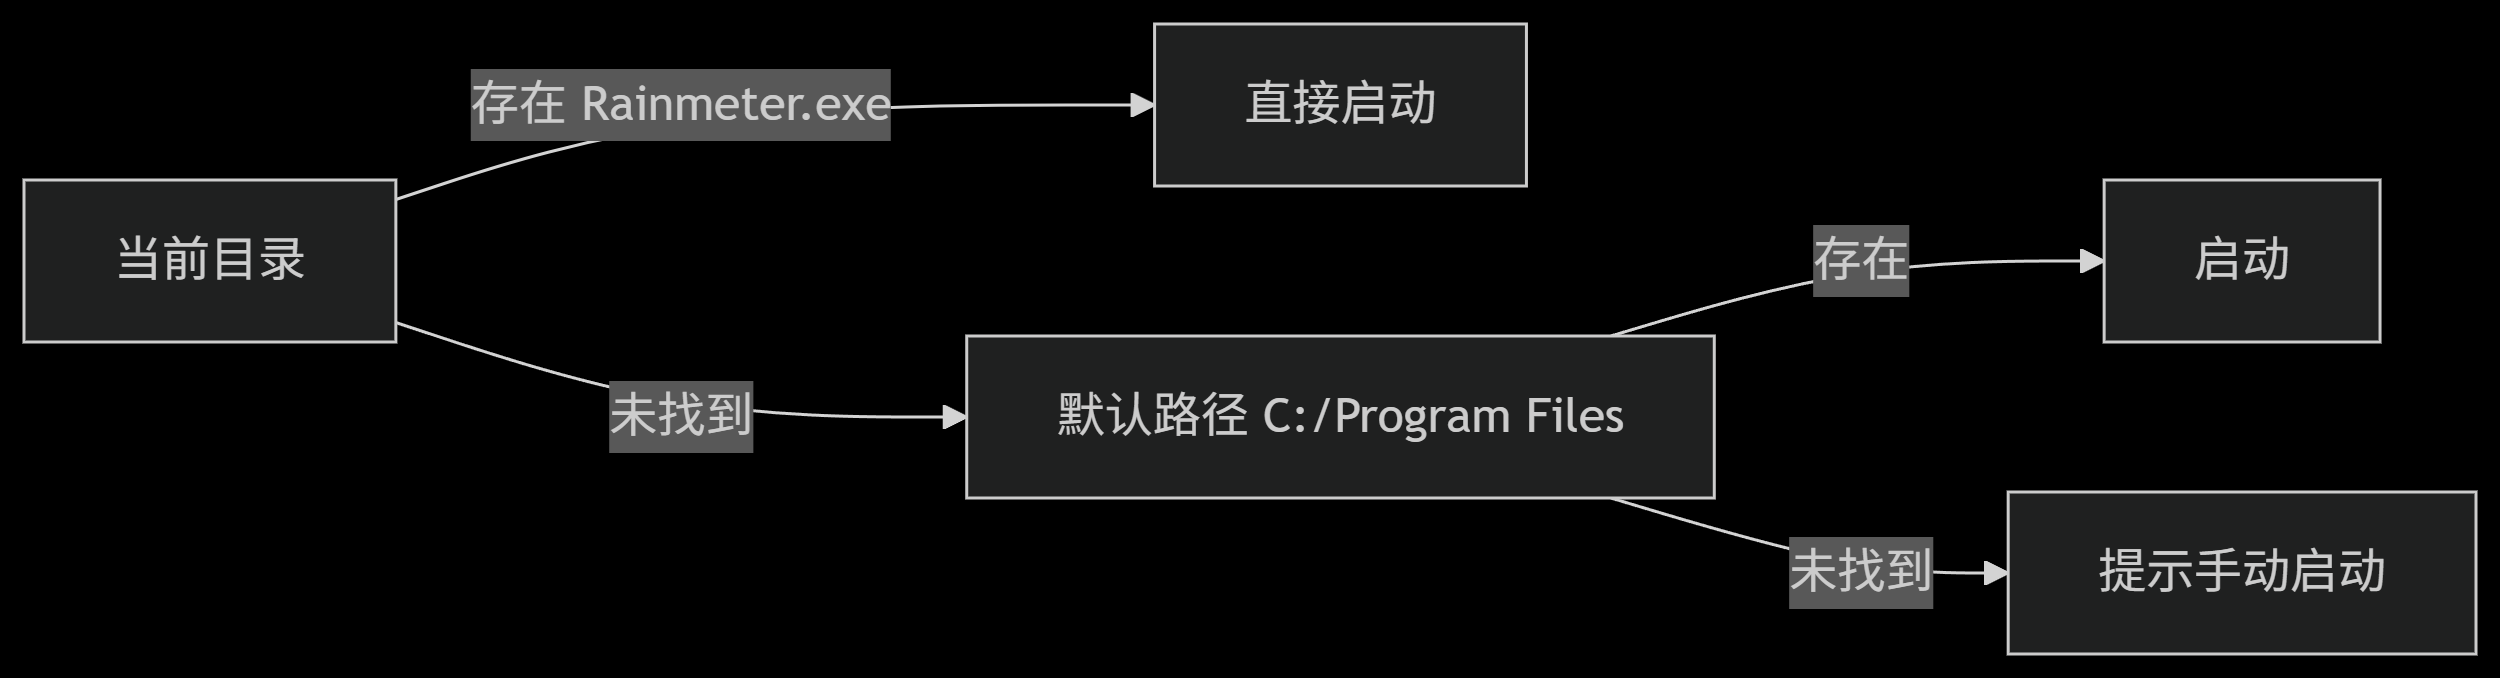 存在 Rainmeter.exe
直接启动
当前目录
存在
启动
未找到
默认路径 C:/Program Files
未找到
提示手动启动